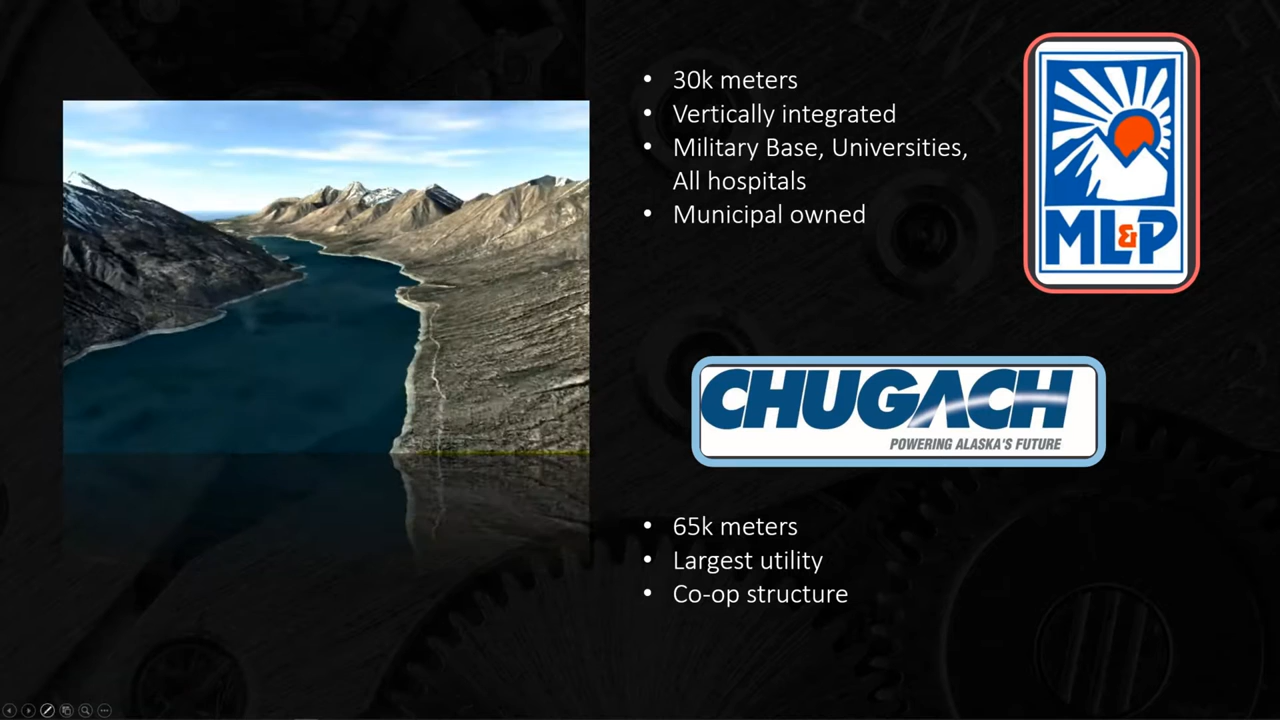 • 30k meters
• Vertically integrated
• Military Base, Universities,
All hospitals
• Municipal owned
ML&P
CHUGACH
POWERING ALASKA'S FUTURE
• 65k meters
• Largest utility
• Co-op structure